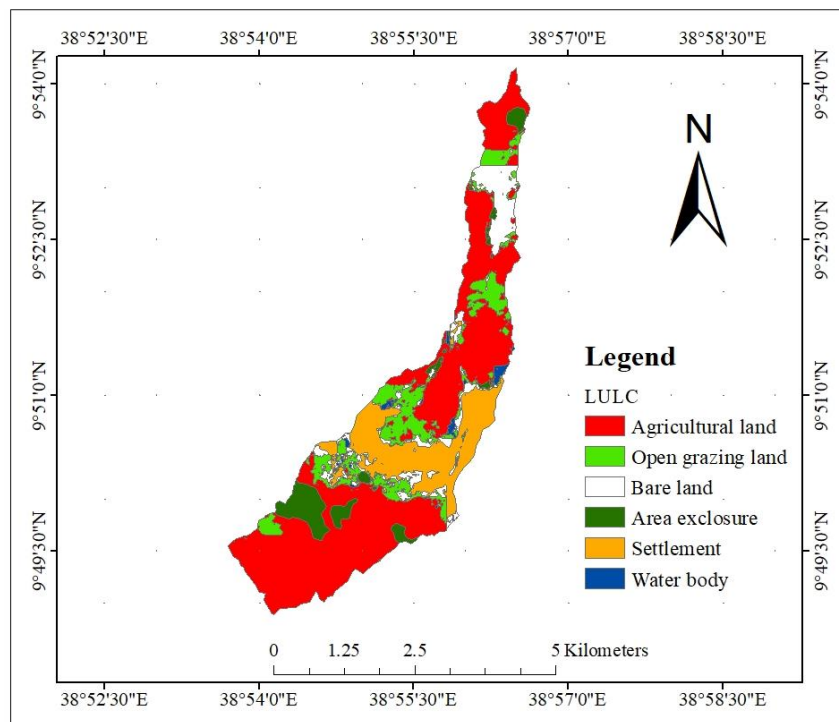 38°52'30"E 38°54'0"E 38°55'30"E 38°57'0"E 38°58'30"E
9°54'0"N 9°54'0"N
N
9°52'30"N 9°52'30"N
Legend
LULC
9°51'0"N 9°51'0"N
Agricultural land
Open grazing land
Bare land
Area exclosure
Settlement
Water body
9°49'30"N 9°49'30"N
0 1.25 2.5 5 Kilometers
38°52'30"E 38°54'0"E 38°55'30"E 38°57'0"E 38°58'30"E